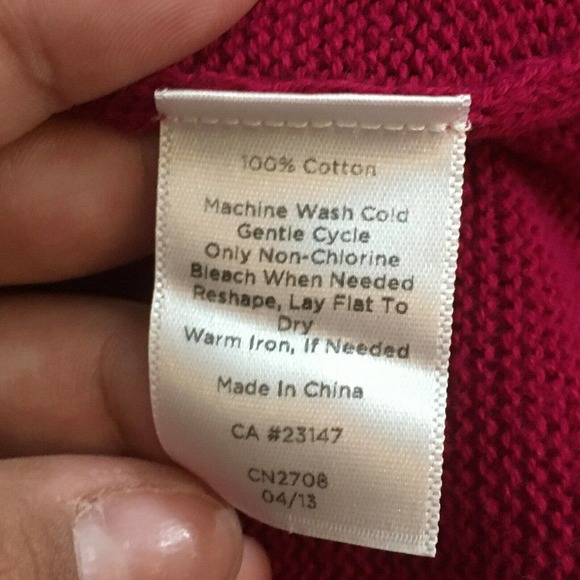 100% Cotton
Machine Wash Cold
Gentle Cycle
Only Non-Chlorine
Bleach When Needed
Reshape, Lay Flat To
Dry
Warm Iron, If Needed
Made In China
CA #23147
CN2708
04/13